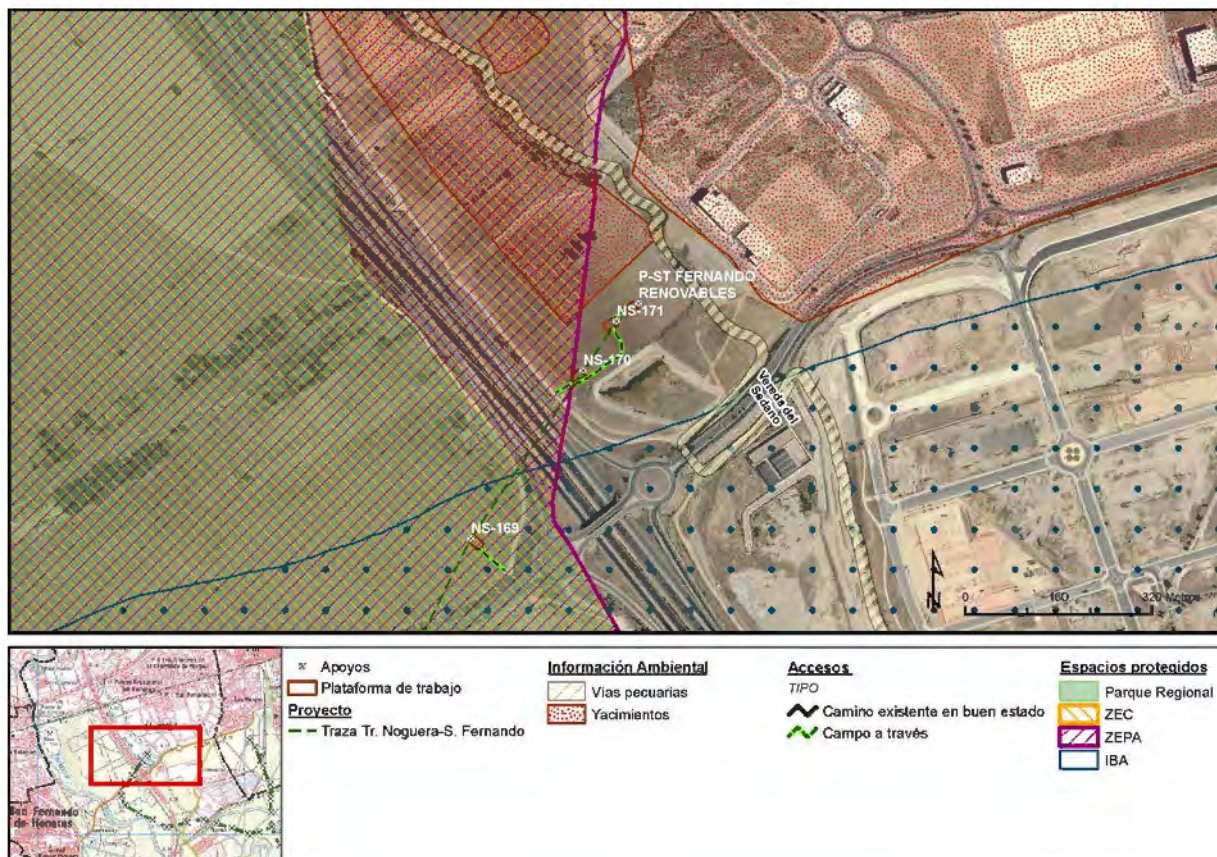 P-ST FERNANDO
RENOVABLES
NS-171
NS-170
Vereda del
Sedano
NS-169
N
0 160 320 Metros
Apoyos
Plataforma de trabajo
Proyecto
Traza Tr. Noguera-S. Fernando
Información Ambiental
Vias pecuarias
Yacimientos
Accesos
TIPO
Camino existente en buen estado
Campo a través
Espacios protegidos
Parque Regional
ZEC
ZEPA
IBA
San Fernando
de Henares